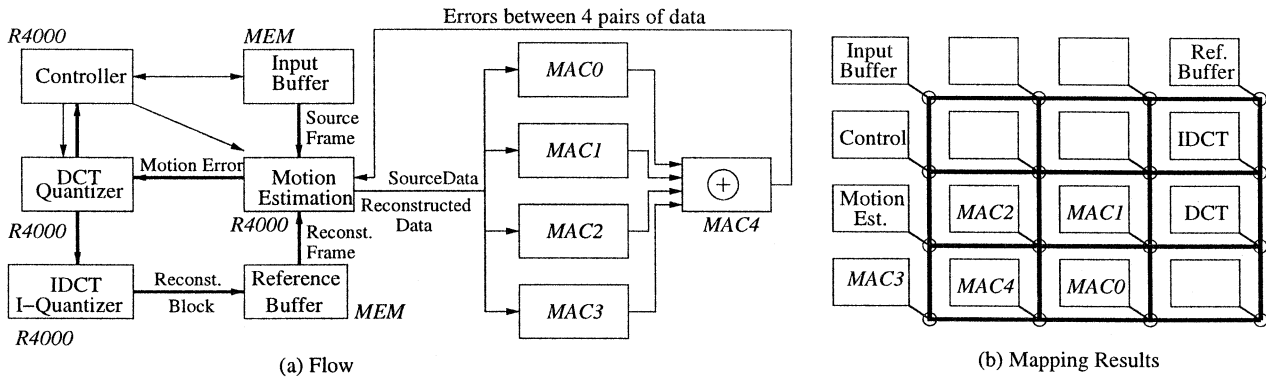 Errors between 4 pairs of data
R4000
MEM
Controller
Input
Buffer
MAC0
Source
Frame
MAC1
DCT
Quantizer
Motion Error
Motion
Estimation
SourceData
Reconstructed
Data
+
MAC4
R4000
R4000
Reconst.
Frame
MAC2
IDCT
I-Quantizer
Reconst.
Block
Reference
Buffer
MEM
MAC3
R4000
(a) Flow
Input
Buffer
Ref.
Buffer
Control
IDCT
Motion
Est.
MAC2
MAC1
DCT
MAC3
MAC4
MAC0
(b) Mapping Results